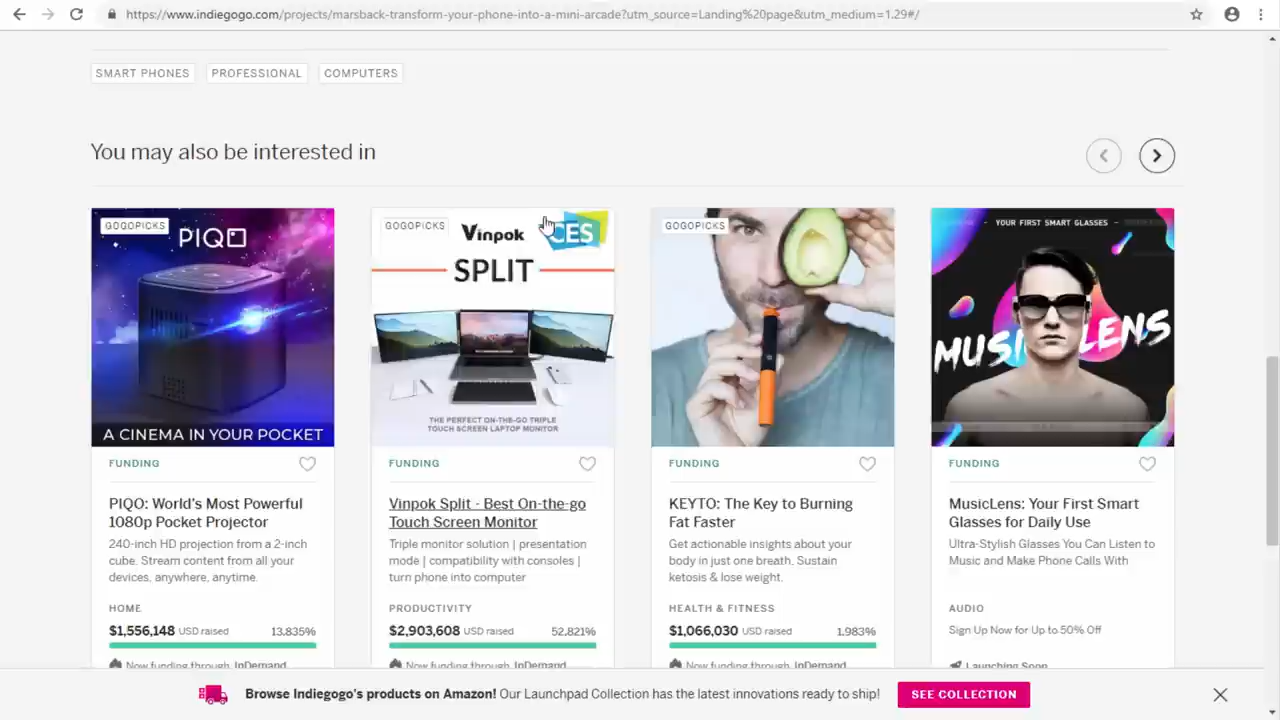 https://www.indiegogo.com/projects/marsback-transform-your-phone-into-a-mini-arcade?utm_source=Landing%20page&utm_medium=1.29#/
SMART PHONES PROFESSIONAL COMPUTERS
You may also be interested in
GOGOPICKS
PIQO
A CINEMA IN YOUR POCKET
FUNDING
PIQO: World's Most Powerful
1080p Pocket Projector
240-inch HD projection from a 2-inch
cube. Stream content from all your
devices, anywhere, anytime.
HOME
$1,556,148 USD raised 13,835%
Now funding through InDemand
GOGOPICKS
Vinpok
CES
SPLIT
THE PERFECT ON-THE-GO TRIPLE
TOUCH SCREEN LAPTOP MONITOR
FUNDING
Vinpok Split - Best On-the-go
Touch Screen Monitor
Triple monitor solution | presentation
mode | compatibility with consoles |
turn phone into computer
PRODUCTIVITY
$2,903,608 USD raised 52,821%
Now funding through InDemand
GOGOPICKS
FUNDING
KEYTO: The Key to Burning
Fat Faster
Get actionable insights about your
body in just one breath. Sustain
ketosis & lose weight.
HEALTH & FITNESS
$1,066,030 USD raised 1,983%
Now funding through InDemand
YOUR FIRST SMART GLASSES
MUSICLENS
FUNDING
MusicLens: Your First Smart
Glasses for Daily Use
Ultra-Stylish Glasses You Can Listen to
Music and Make Phone Calls With
AUDIO
Sign Up Now for Up to 50% Off
Launching Soon
Browse Indiegogo's products on Amazon! Our Launchpad Collection has the latest innovations ready to ship! SEE COLLECTION